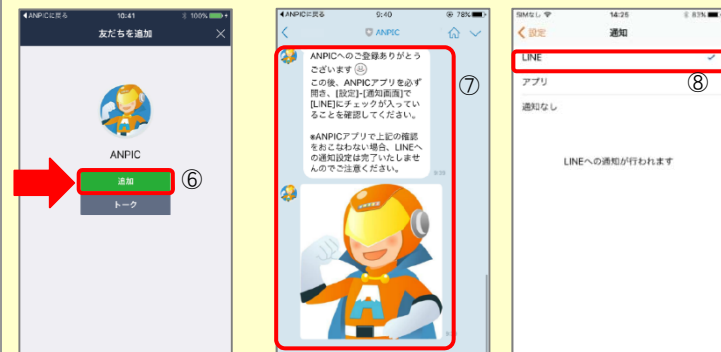 ◀ANPICに戻る 10:41 100%
友だちを追加
ANPIC
追加
⑥
トーク
◀ANPICに戻る 9:40 78%
ANPIC
⑦
ANPICへのご登録ありがとう
ございます
この後、ANPICアプリを必ず
開き、[設定]-[通知画面]で
[LINE]にチェックが入ってい
ることを確認してください。
※ANPICアプリで上記の確認
をおこなわない場合、LINEへ
の通知設定は完了いたしませ
んのでご注意ください。
SIMなし 14:26 83%
設定 通知
LINE
⑧
アプリ
通知なし
LINEへの通知が行われます